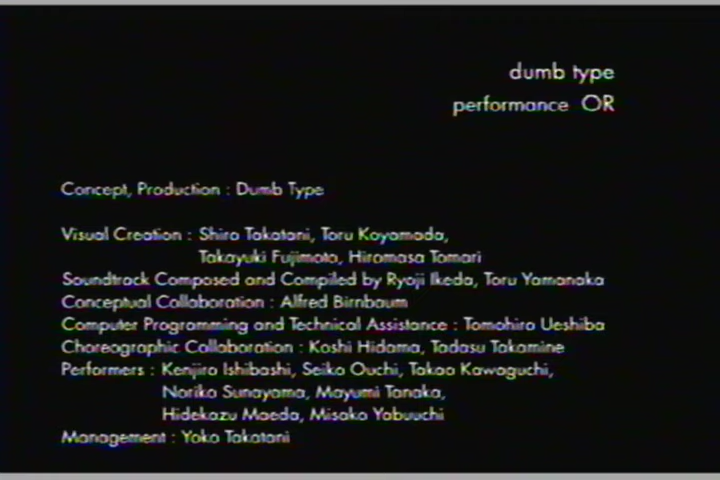 dumb type
performance OR
Concept, Production : Dumb Type
Visual Creation : Shiro Takatani, Toru Koyamada,
Takayuki Fujimoto, Hiromasa Tomari
Soundtrack Composed and Compiled by Ryoji Ikeda, Toru Yamanaka
Conceptual Collaboration : Alfred Birnbaum
Computer Programming and Technical Assistance : Tomohiro Ueshiba
Choreographic Collaboration : Koshi Hidama, Tadasu Takamine
Performers : Kenjiro Ishibashi, Seiko Ouchi, Takao Kawaguchi,
Noriko Sunayama, Mayumi Tanaka,
Hidekazu Maeda, Misako Yabuuchi
Management : Yoko Takatani